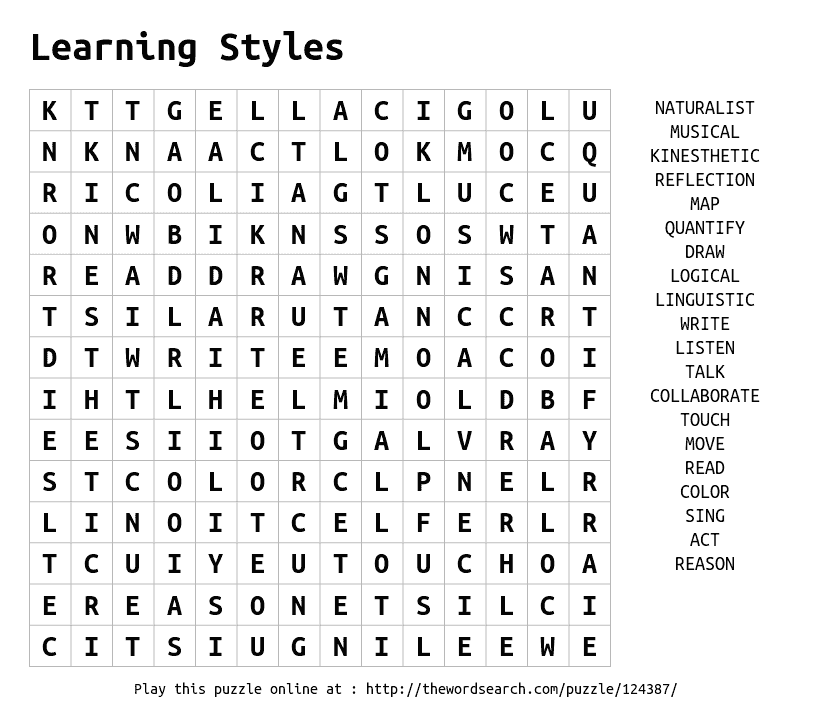 Learning Styles
K T T G E L L A C I G O L U
N K N A A C T L O K M O C Q
R I C O L I A G T L U C E U
O N W B I K N S S O S W T A
R E A D D R A W G N I S A N
T S I L A R U T A N C C R T
D T W R I T E E M O A C O I
I H T L H E L M I O L D B F
E E S I I O T G A L V R A Y
S T C O L O R C L P N E L R
L I N O I T C E L F E R L R
T C U I Y E U T O U C H O A
E R E A S O N E T S I L C I
C I T S I U G N I L E E W E
NATURALIST
MUSICAL
KINESTHETIC
REFLECTION
MAP
QUANTIFY
DRAW
LOGICAL
LINGUISTIC
WRITE
LISTEN
TALK
COLLABORATE
TOUCH
MOVE
READ
COLOR
SING
ACT
REASON
Play this puzzle online at : http://thewordsearch.com/puzzle/124387/